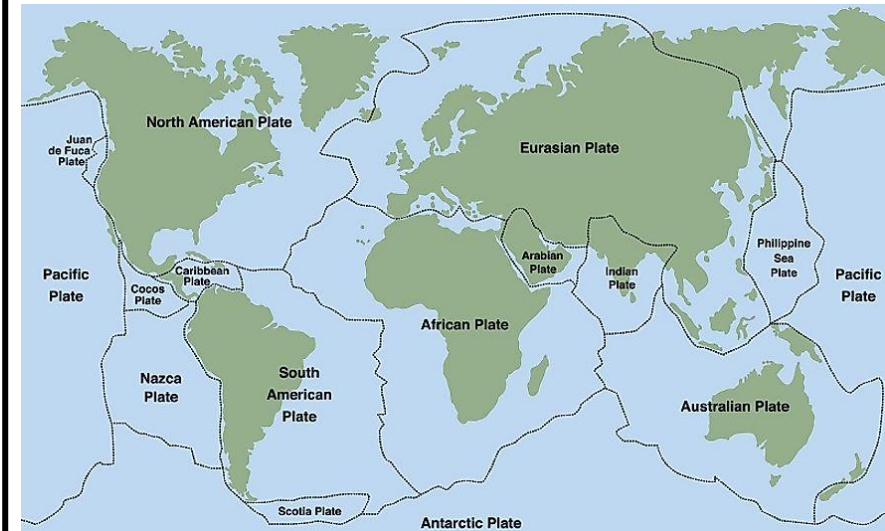 North American Plate
Juan
de Fuca
Plate
Eurasian Plate
Pacific
Plate
Cocos
Plate
Caribbean
Plate
Arabian
Plate
Indian
Plate
Philippine
Sea
Plate
Pacific
Plate
African Plate
Nazca
Plate
South
American
Plate
Australian Plate
Scotia Plate
Antarctic Plate